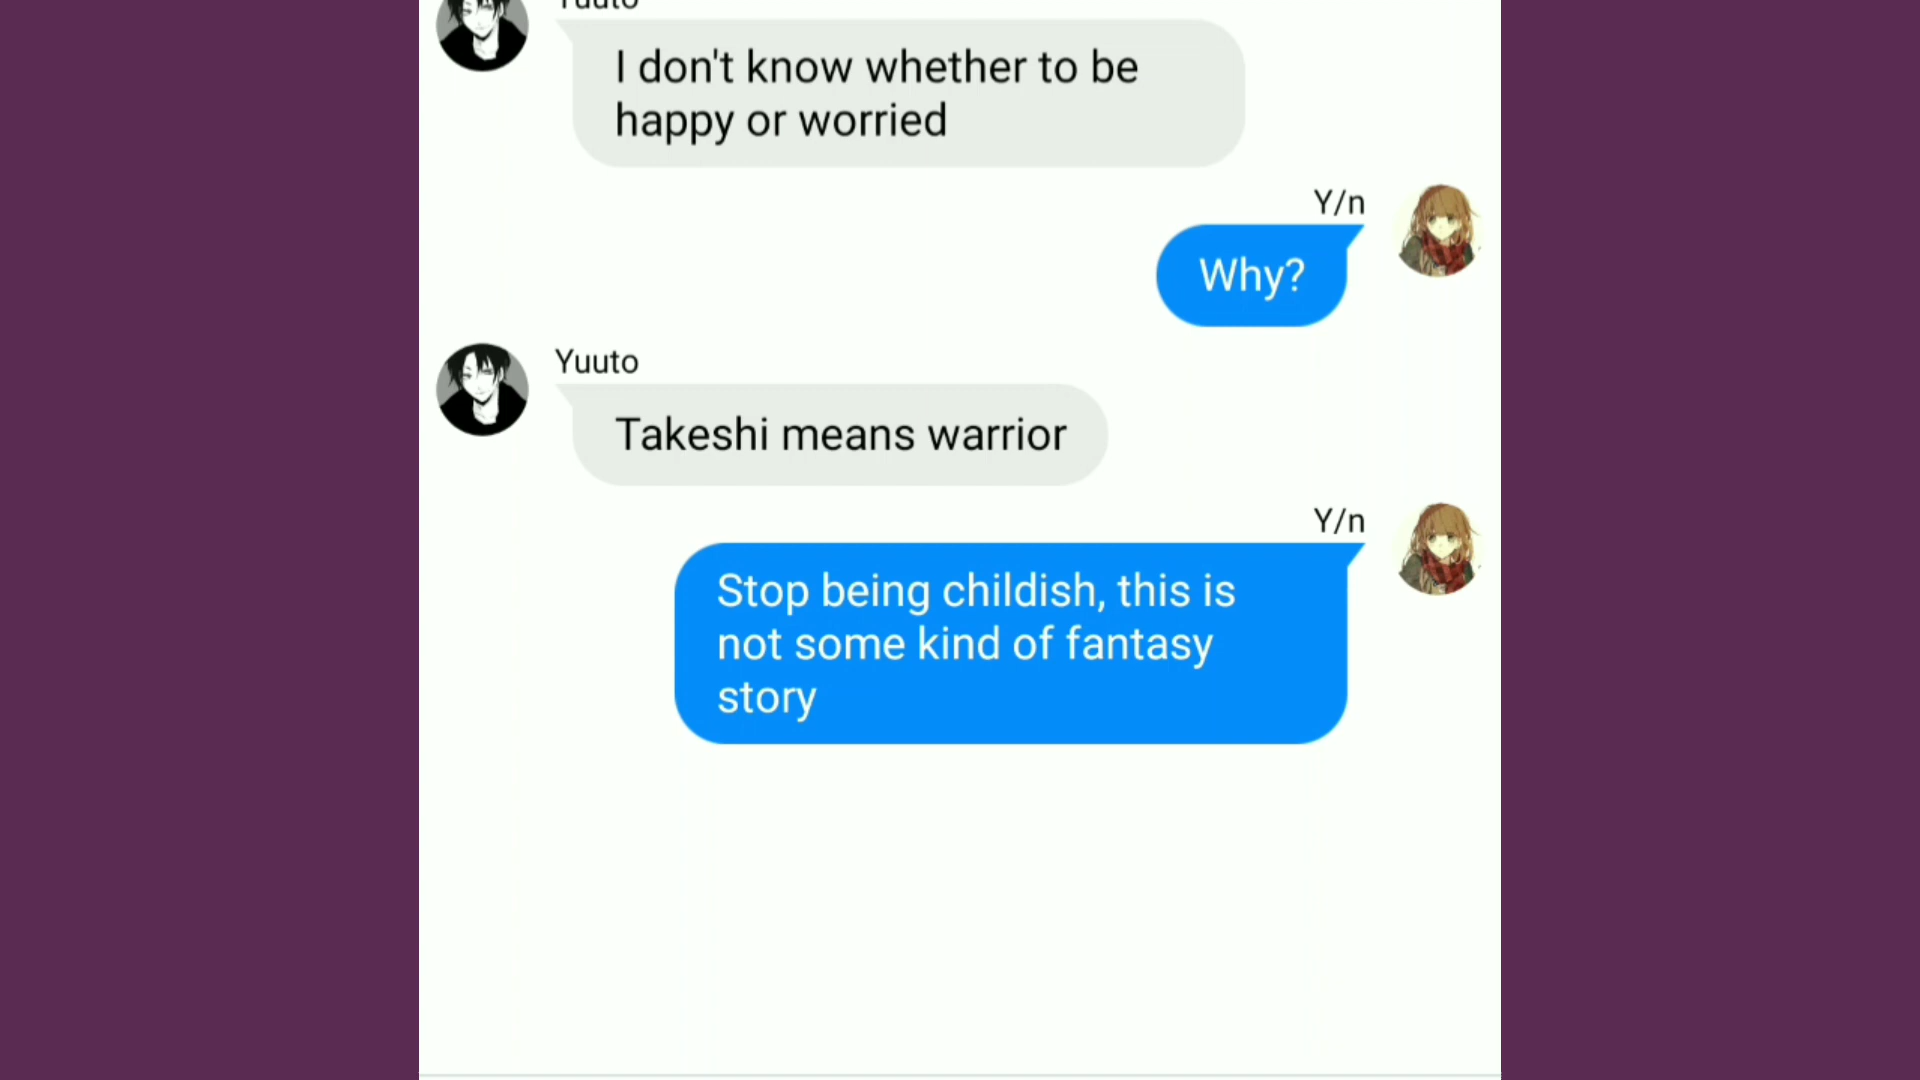 Yuuto
I don't know whether to be
happy or worried
Y/n
Why?
Yuuto
Takeshi means warrior
Y/n
Stop being childish, this is
not some kind of fantasy
story